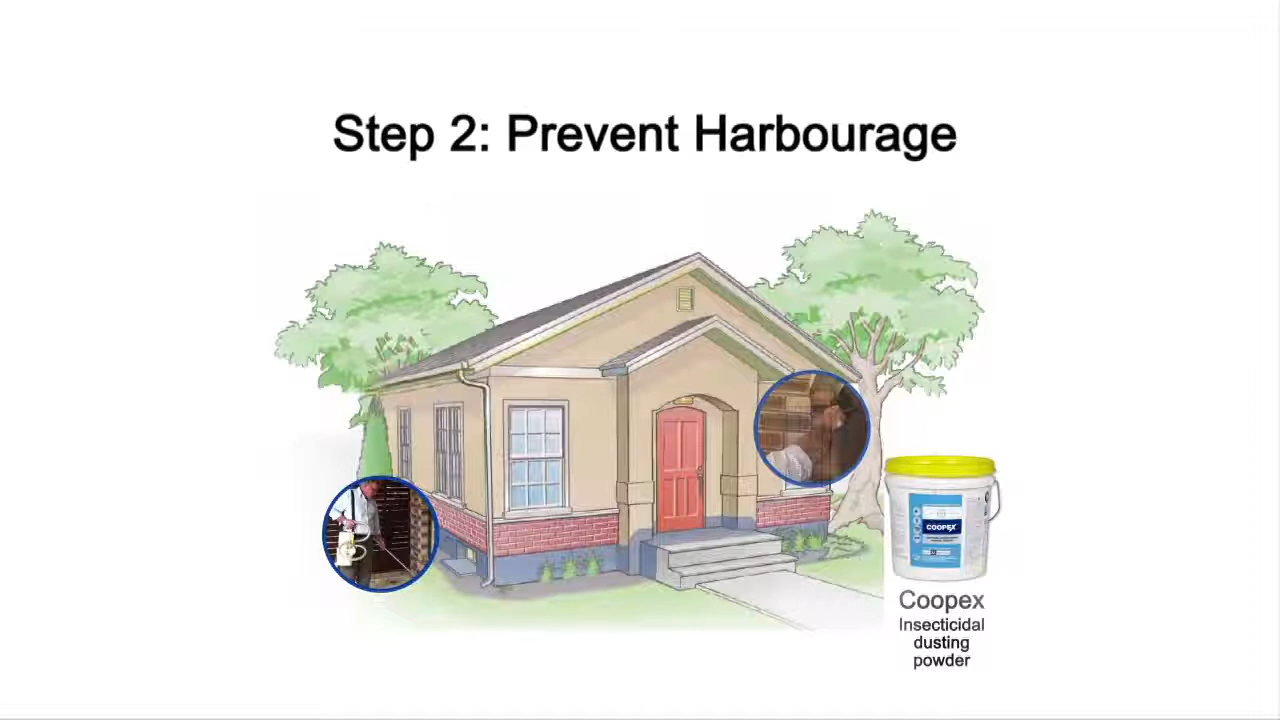 Step 2: Prevent Harbourage
COOPEX
Coopex
Insecticidal
dusting
powder